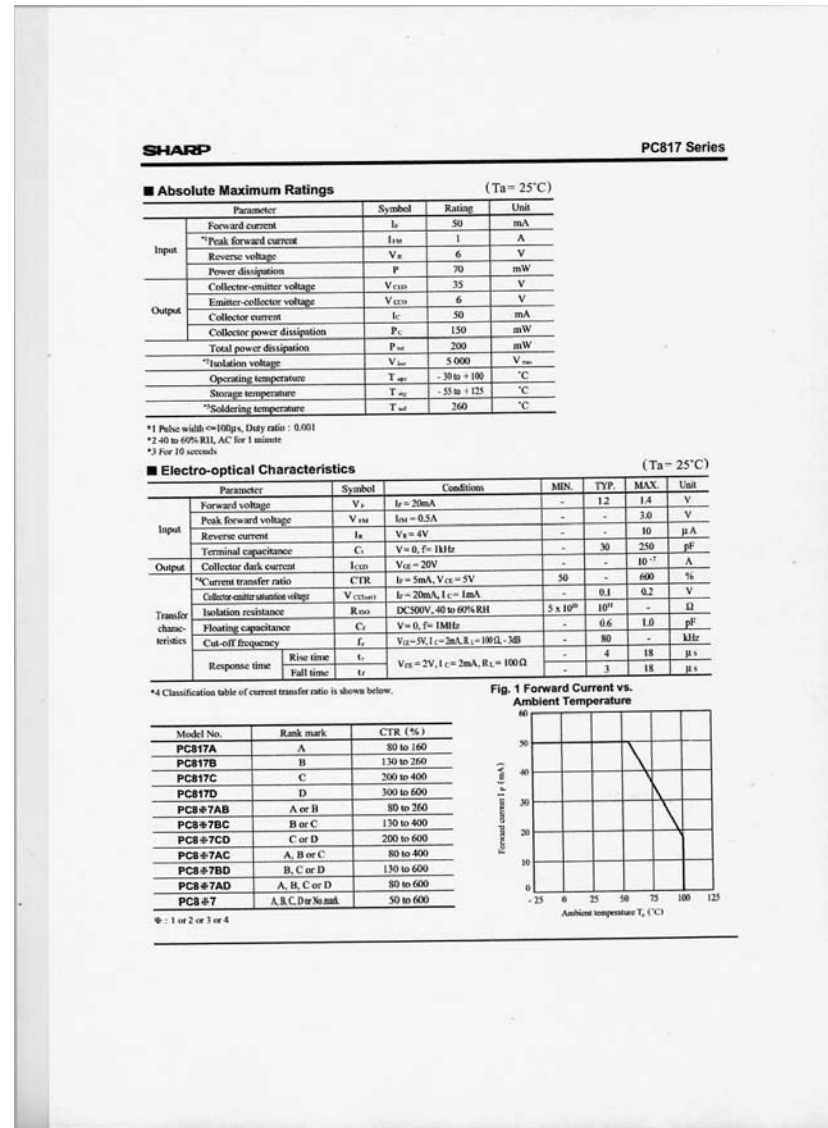 SHARP PC817 Series
■ Absolute Maximum Ratings (Ta= 25˚C)
Parameter Symbol Rating Unit
Input Forward current IF 50 mA
*1Peak forward current IFM 1 A
Reverse voltage VR 6 V
Power dissipation P 70 mW
Output Collector-emitter voltage VCEO 35 V
Emitter-collector voltage VECO 6 V
Collector current IC 50 mA
Collector power dissipation PC 150 mW
Total power dissipation Ptot 200 mW
*2Isolation voltage Viso 5 000 Vrms
Operating temperature Topr - 30 to + 100 ˚C
Storage temperature Tstg - 55 to + 125 ˚C
*3Soldering temperature Tsol 260 ˚C
*1 Pulse width <=100μs, Duty ratio : 0.001
*2 40 to 60% RH, AC for 1 minute
*3 For 10 seconds
■ Electro-optical Characteristics (Ta= 25˚C)
Parameter Symbol Conditions MIN. TYP. MAX. Unit
Input Forward voltage VF IF = 20mA - 1.2 1.4 V
Peak forward voltage VFM IFM = 0.5A - - 3.0 V
Reverse current IR VR = 4V - - 10 μA
Terminal capacitance Ct V= 0, f= 1kHz - 30 250 pF
Output Collector dark current ICEO VCE = 20V - - 10-7 A
Transfer charac-teristics *4Current transfer ratio CTR IF = 5mA, VCE = 5V 50 - 600 %
Collector-emitter saturation voltage VCE(sat) IF = 20mA, IC = 1mA - 0.1 0.2 V
Isolation resistance RISO DC500V, 40 to 60% RH 5 x 1010 1011 - Ω
Floating capacitance Cf V= 0, f= 1MHz - 0.6 1.0 pF
Cut-off frequency fc VCE = 5V, IC = 2mA, RL = 100Ω, - 3dB - 80 - kHz
Response time Rise time tr VCE = 2V, IC = 2mA, RL = 100Ω - 4 18 μs
Fall time tf - 3 18 μs
*4 Classification table of current transfer ratio is shown below.
Model No. Rank mark CTR (%)
PC817A A 80 to 160
PC817B B 130 to 260
PC817C C 200 to 400
PC817D D 300 to 600
PC8※7AB A or B 80 to 260
PC8※7BC B or C 130 to 400
PC8※7CD C or D 200 to 600
PC8※7AC A, B or C 80 to 400
PC8※7BD B, C or D 130 to 600
PC8※7AD A, B, C or D 80 to 600
PC8※7 A, B, C, D or No mark 50 to 600
※ : 1 or 2 or 3 or 4
Fig. 1 Forward Current vs.
Ambient Temperature
Forward current IF (mA)
60
50
40
30
20
10
0
- 25 0 25 50 75 100 125
Ambient temperature Ta (˚C)